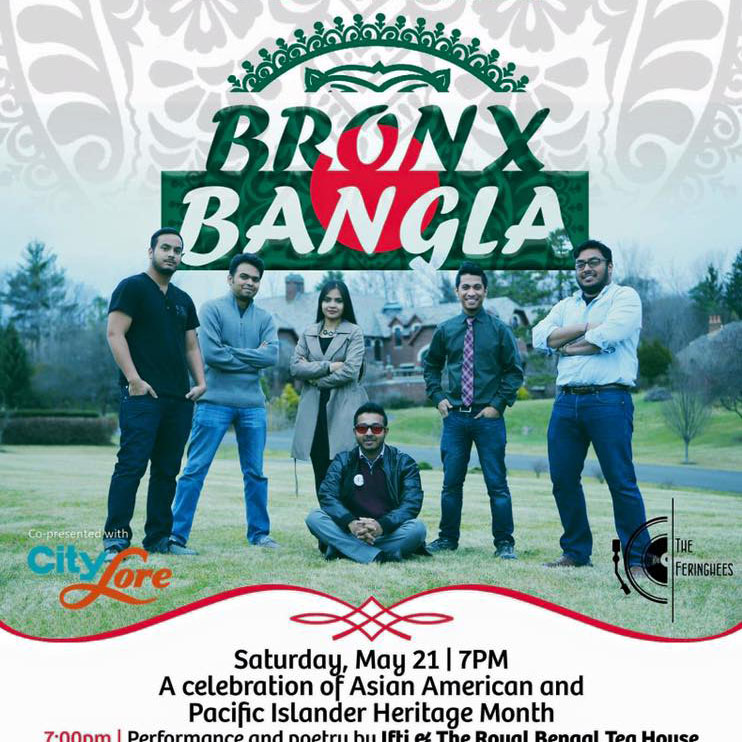 BRONX
BANGLA
Co-presented with
City
Lore
THE
FERINGHEES
Saturday, May 21 | 7PM
A celebration of Asian American and
Pacific Islander Heritage Month
7:00pm | Performance and poetry by Ifti & The Royal Bengal Tea House